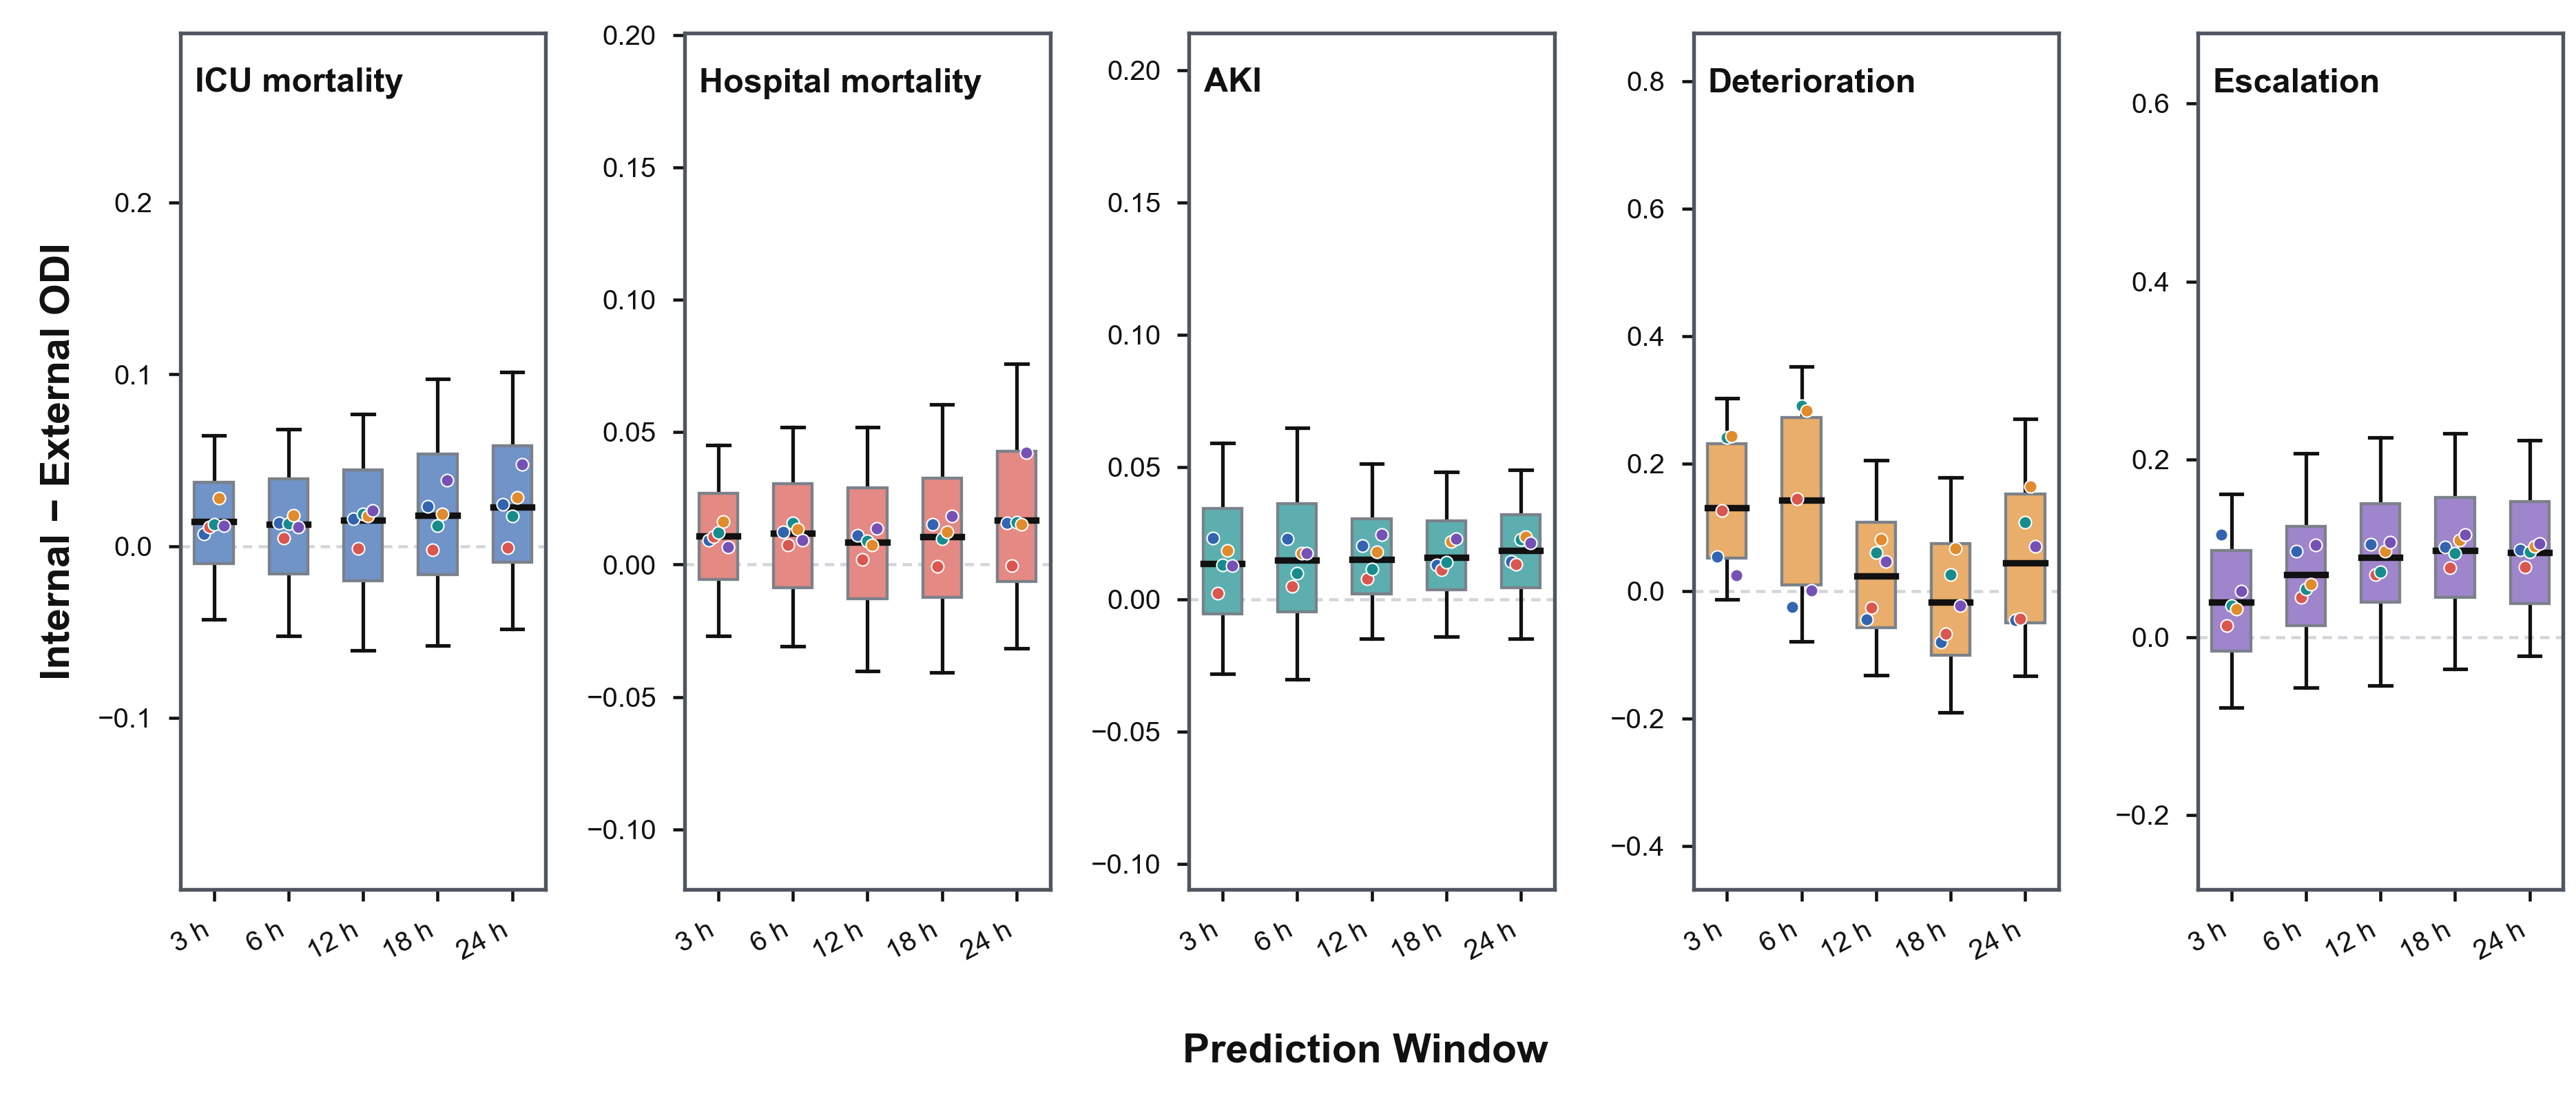 Internal − External ODI
ICU mortality
0.2
0.1
0.0
−0.1
3 h
6 h
12 h
18 h
24 h
Hospital mortality
0.20
0.15
0.10
0.05
0.00
−0.05
−0.10
3 h
6 h
12 h
18 h
24 h
AKI
0.20
0.15
0.10
0.05
0.00
−0.05
−0.10
3 h
6 h
12 h
18 h
24 h
Deterioration
0.8
0.6
0.4
0.2
0.0
−0.2
−0.4
3 h
6 h
12 h
18 h
24 h
Escalation
0.6
0.4
0.2
0.0
−0.2
3 h
6 h
12 h
18 h
24 h
Prediction Window